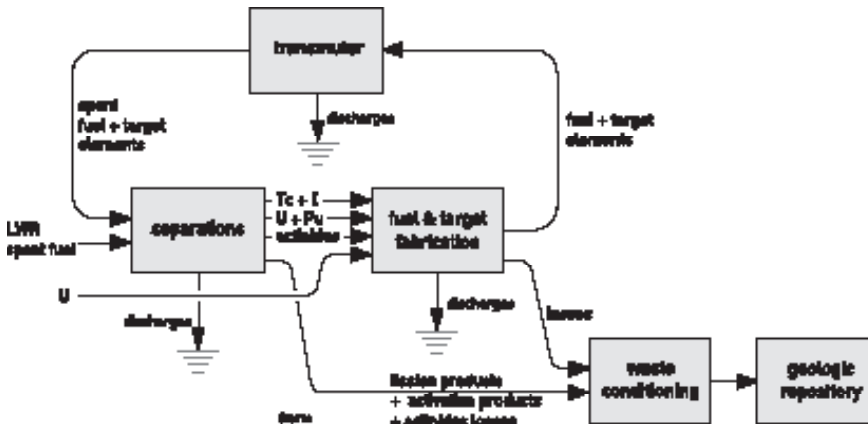 transmuter
discharges
spent
fuel + target
elements
fuel + target
elements
LWR
spent fuel
separations
Tc + I
U + Pu
actinides
fuel & target
fabrication
U
discharges
discharges
losses
waste
conditioning
geologic
repository
fission products
+ activation products
+ actinides losses
from